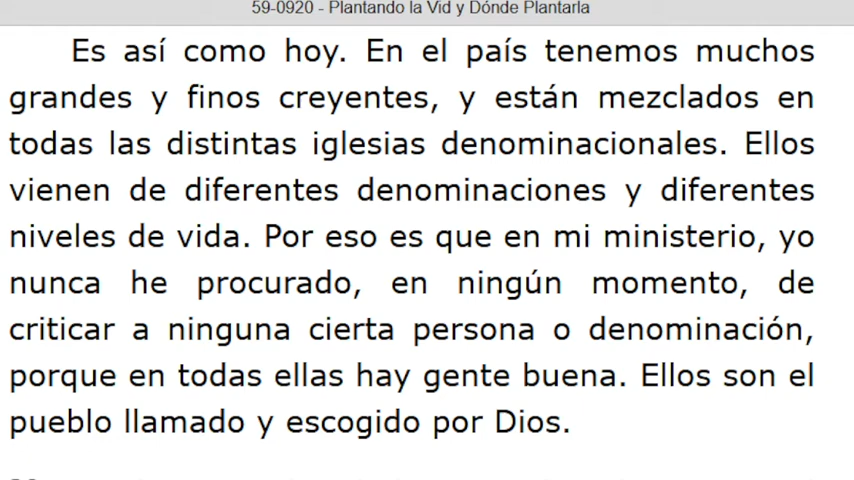 59-0920 - Plantando la Vid y Dónde Plantarla
Es así como hoy. En el país tenemos muchos
grandes y finos creyentes, y están mezclados en
todas las distintas iglesias denominacionales. Ellos
vienen de diferentes denominaciones y diferentes
niveles de vida. Por eso es que en mi ministerio, yo
nunca he procurado, en ningún momento, de
criticar a ninguna cierta persona o denominación,
porque en todas ellas hay gente buena. Ellos son el
pueblo llamado y escogido por Dios.